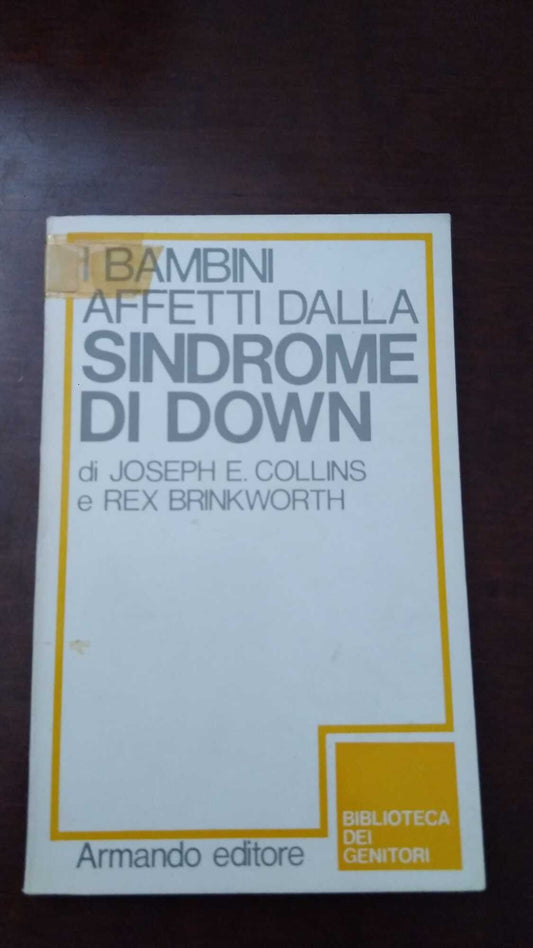 I BAMBINI
AFFETTI DALLA
SINDROME
DI DOWN
di JOSEPH E. COLLINS
e REX BRINKWORTH
BIBLIOTECA
DEI
GENITORI
Armando editore